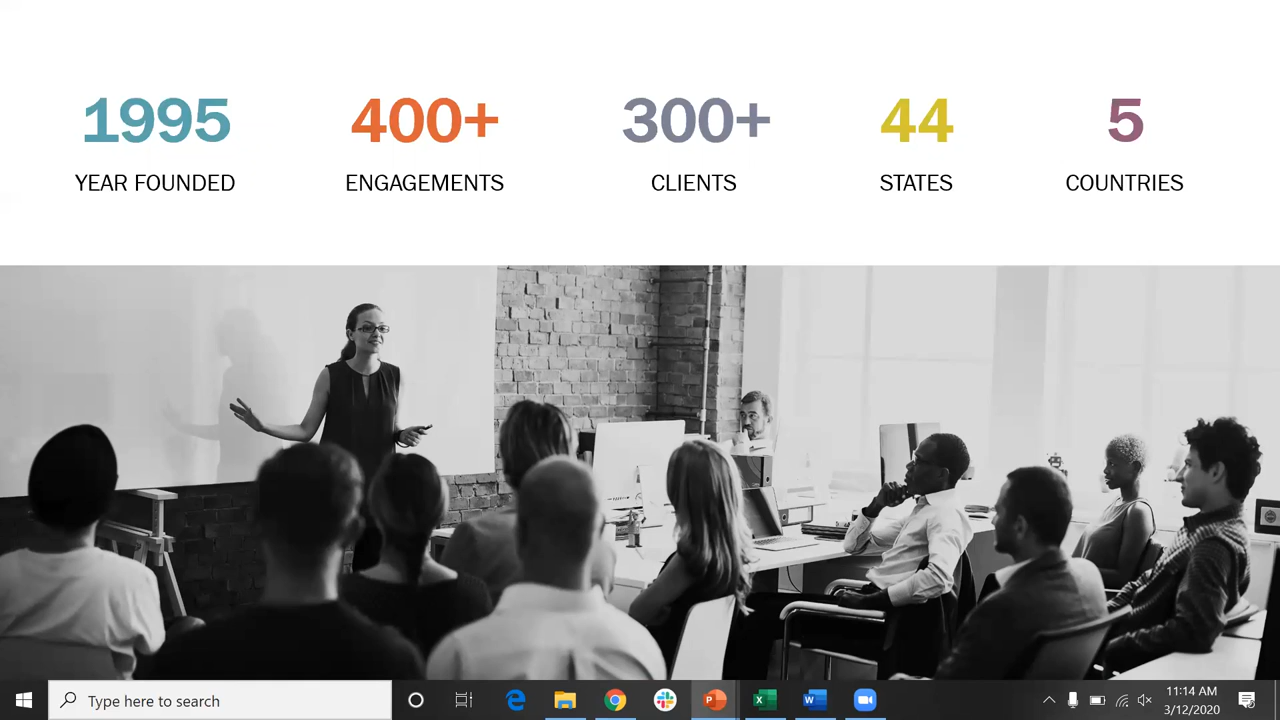 1995
YEAR FOUNDED
400+
ENGAGEMENTS
300+
CLIENTS
44
STATES
5
COUNTRIES
Type here to search
11:14 AM
3/12/2020